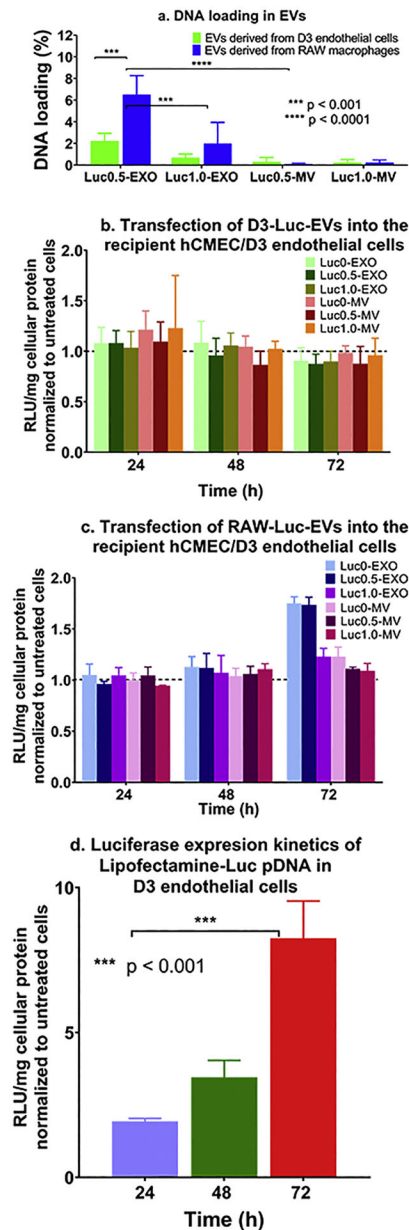 a. DNA loading in EVs
EVs derived from D3 endothelial cells
EVs derived from RAW macrophages
DNA loading (%)
12
10
8
6
4
2
0
***
****
***
*** p < 0.001
**** p < 0.0001
Luc0.5-EXO Luc1.0-EXO Luc0.5-MV Luc1.0-MV
b. Transfection of D3-Luc-EVs into the
recipient hCMEC/D3 endothelial cells
RLU/mg cellular protein
normalized to untreated cells
2.0
1.5
1.0
0.5
0.0
Luc0-EXO
Luc0.5-EXO
Luc1.0-EXO
Luc0-MV
Luc0.5-MV
Luc1.0-MV
24 48 72
Time (h)
c. Transfection of RAW-Luc-EVs into the
recipient hCMEC/D3 endothelial cells
RLU/mg cellular protein
normalized to untreated cells
2.0
1.5
1.0
0.5
0.0
Luc0-EXO
Luc0.5-EXO
Luc1.0-EXO
Luc0-MV
Luc0.5-MV
Luc1.0-MV
24 48 72
Time (h)
d. Luciferase expresion kinetics of
Lipofectamine-Luc pDNA in
D3 endothelial cells
RLU/mg cellular protein
normalized to untreated cells
10
5
0
***
*** p < 0.001
24 48 72
Time (h)